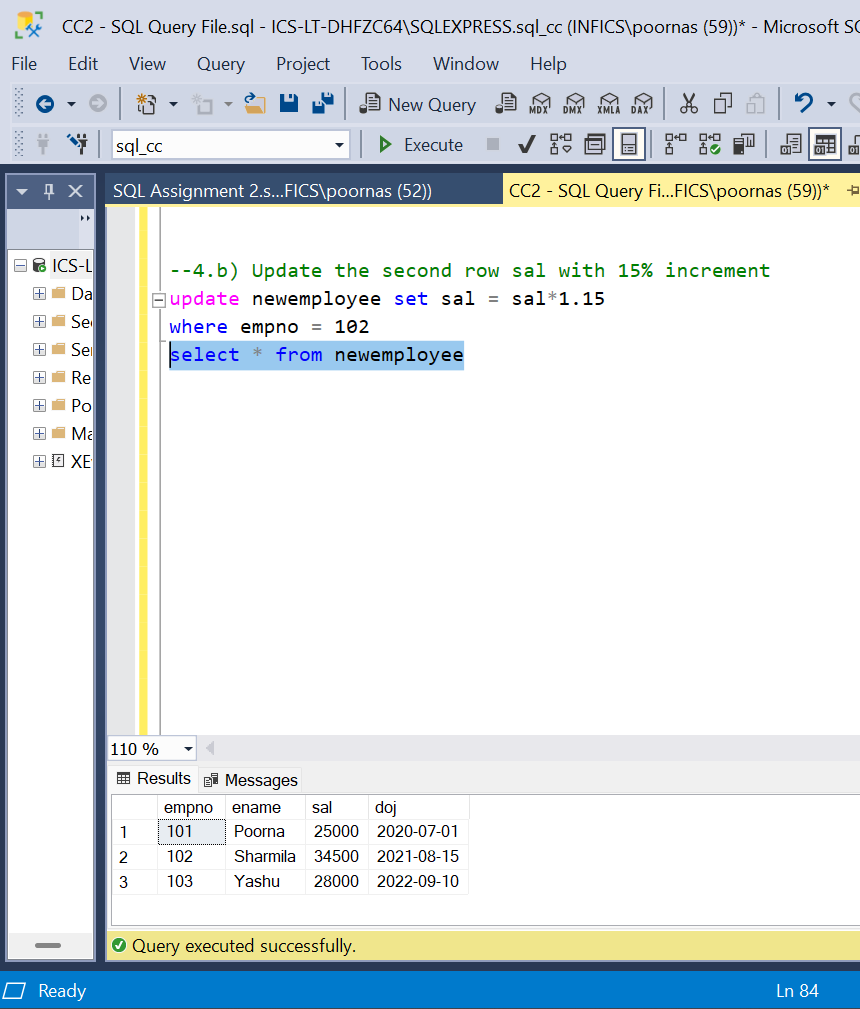 CC2 - SQL Query File.sql - ICS-LT-DHFZC64\SQLEXPRESS.sql_cc (INFICS\poornas (59))* - Microsoft SC
File Edit View Query Project Tools Window Help
New Query MDX DMX XMLA DAX
sql_cc Execute
SQL Assignment 2.s...FICS\poornas (52)) CC2 - SQL Query Fi...FICS\poornas (59))*
ICS-L
Da
Sec
Ser
Re
Po
Ma
XE
--4.b) Update the second row sal with 15% increment
update newemployee set sal = sal*1.15
where empno = 102
select * from newemployee
110 %
Results Messages
empno ename sal doj
1 101 Poorna 25000 2020-07-01
2 102 Sharmila 34500 2021-08-15
3 103 Yashu 28000 2022-09-10
Query executed successfully.
Ready Ln 84